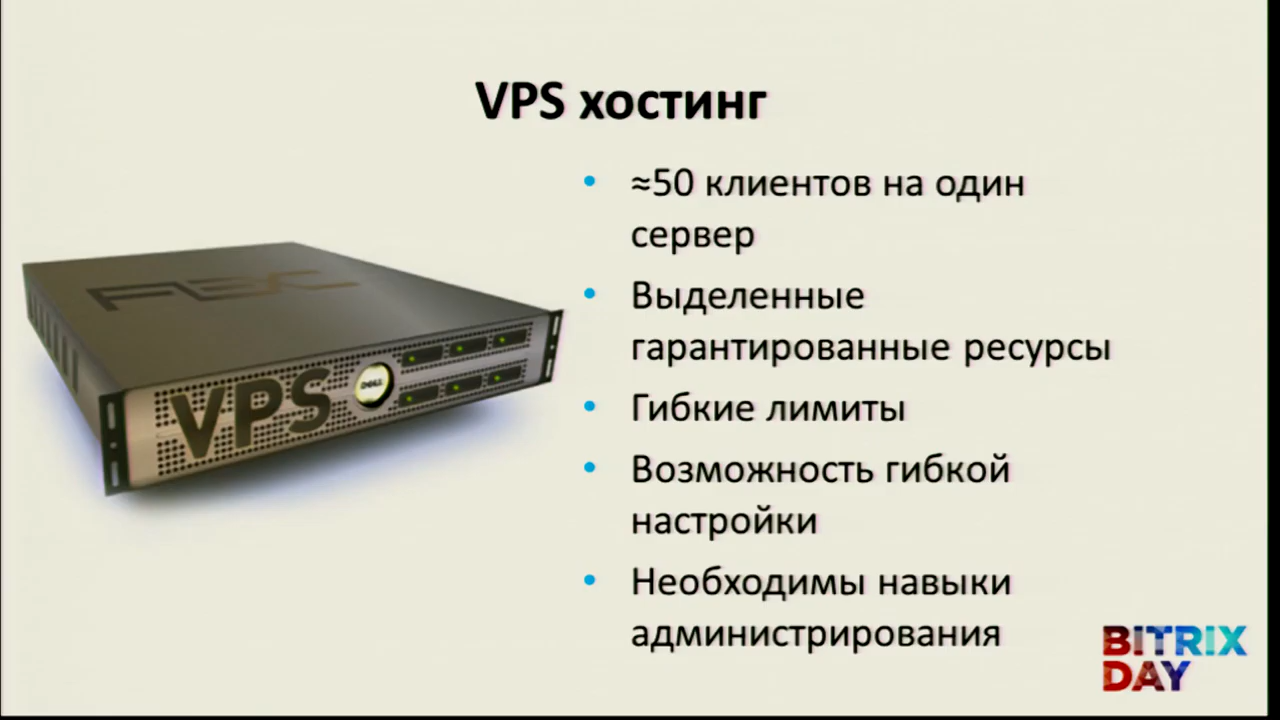 VPS хостинг
≈50 клиентов на один
сервер
Выделенные
гарантированные ресурсы
Гибкие лимиты
Возможность гибкой
настройки
Необходимы навыки
администрирования
VPS
DELL
BITRIX
DAY